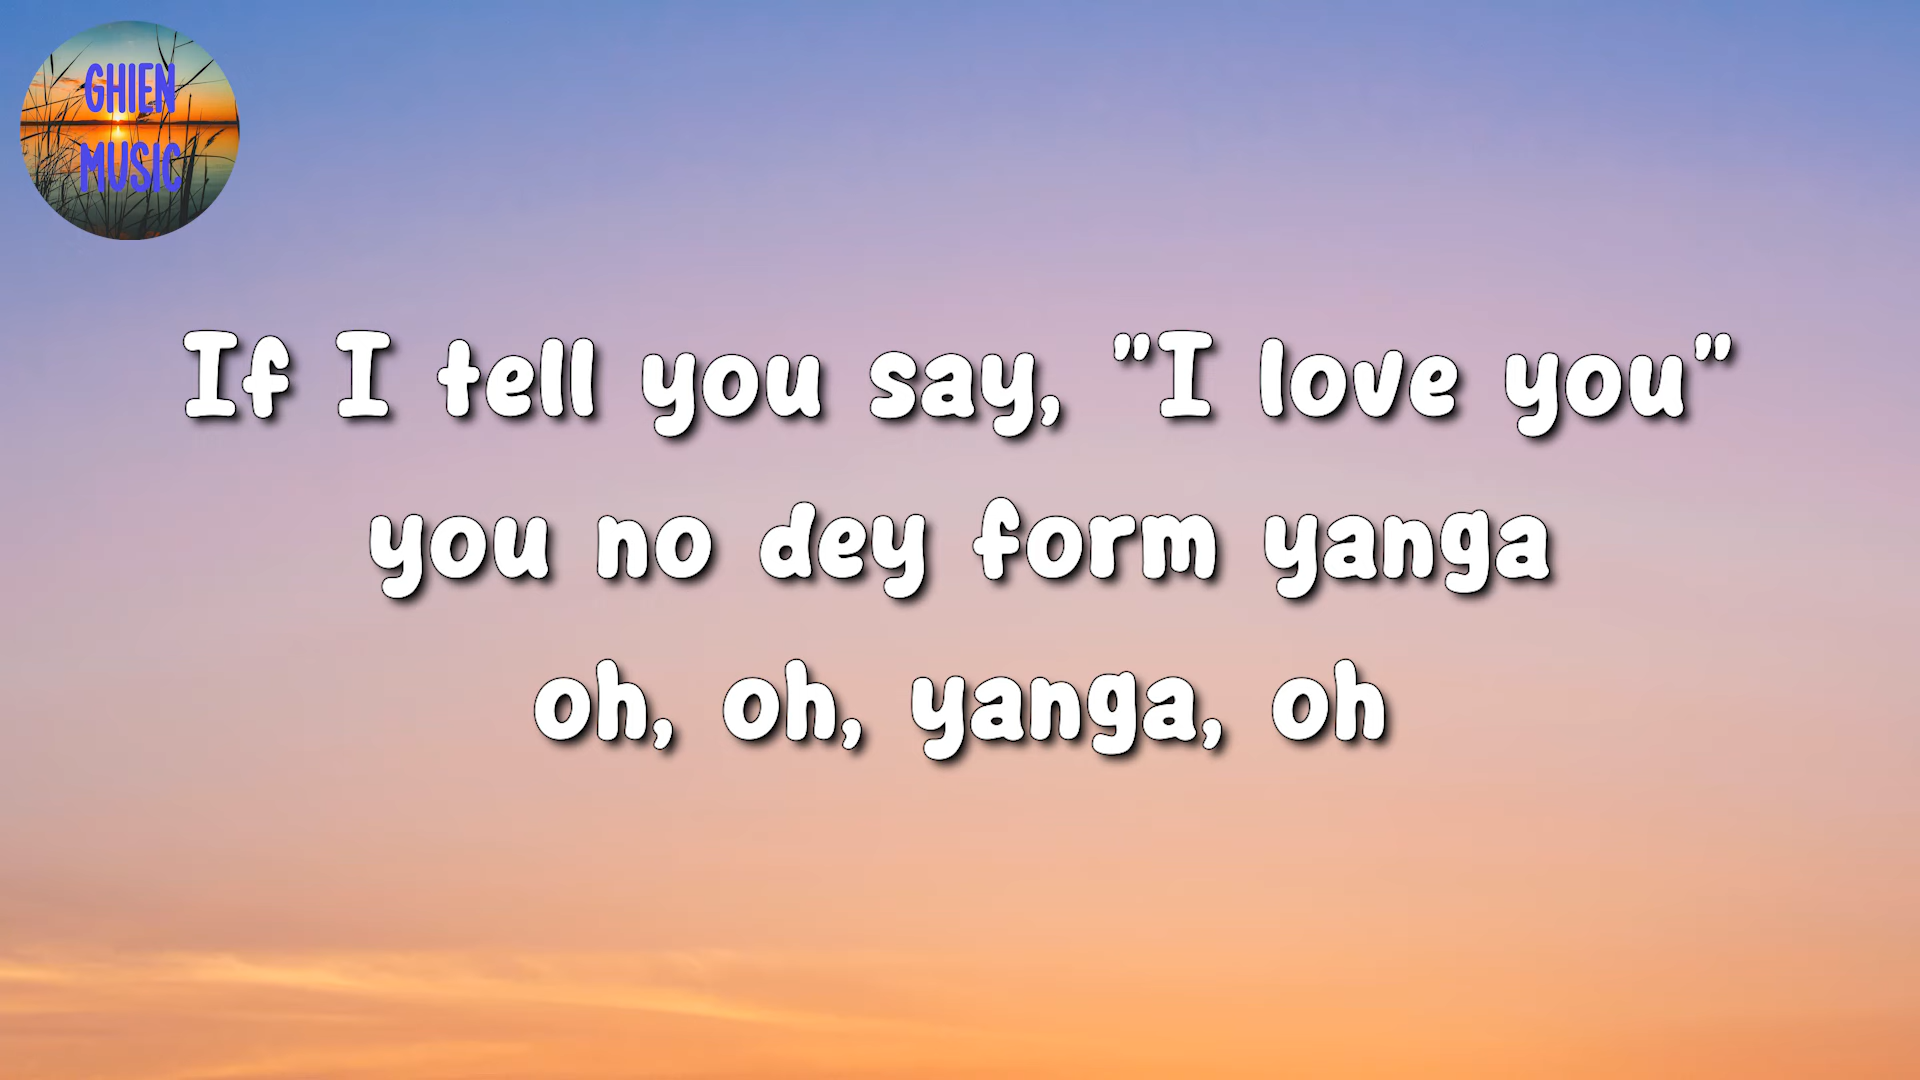 GHIEN
MUSIC
If I tell you say, "I love you"
you no dey form yanga
oh, oh, yanga, oh